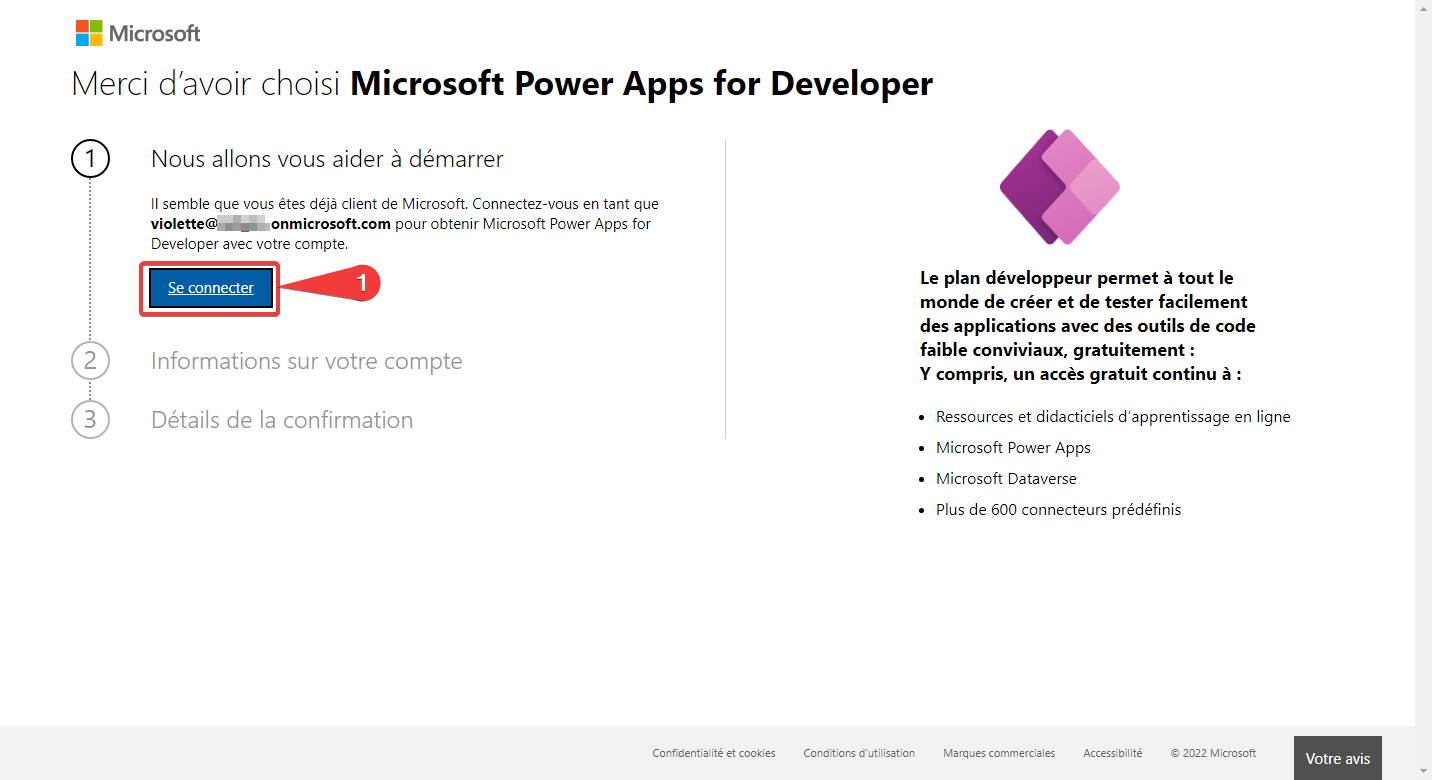 Microsoft
Merci d'avoir choisi Microsoft Power Apps for Developer
1
Nous allons vous aider à démarrer
Il semble que vous êtes déjà client de Microsoft. Connectez-vous en tant que
violette@ onmicrosoft.com pour obtenir Microsoft Power Apps for
Developer avec votre compte.
Se connecter
1
2
Informations sur votre compte
3
Détails de la confirmation
Le plan développeur permet à tout le
monde de créer et de tester facilement
des applications avec des outils de code
faible conviviaux, gratuitement :
Y compris, un accès gratuit continu à :
• Ressources et didacticiels d'apprentissage en ligne
• Microsoft Power Apps
• Microsoft Dataverse
• Plus de 600 connecteurs prédéfinis
Confidentialité et cookies
Conditions d'utilisation
Marques commerciales
Accessibilité
© 2022 Microsoft
Votre avis